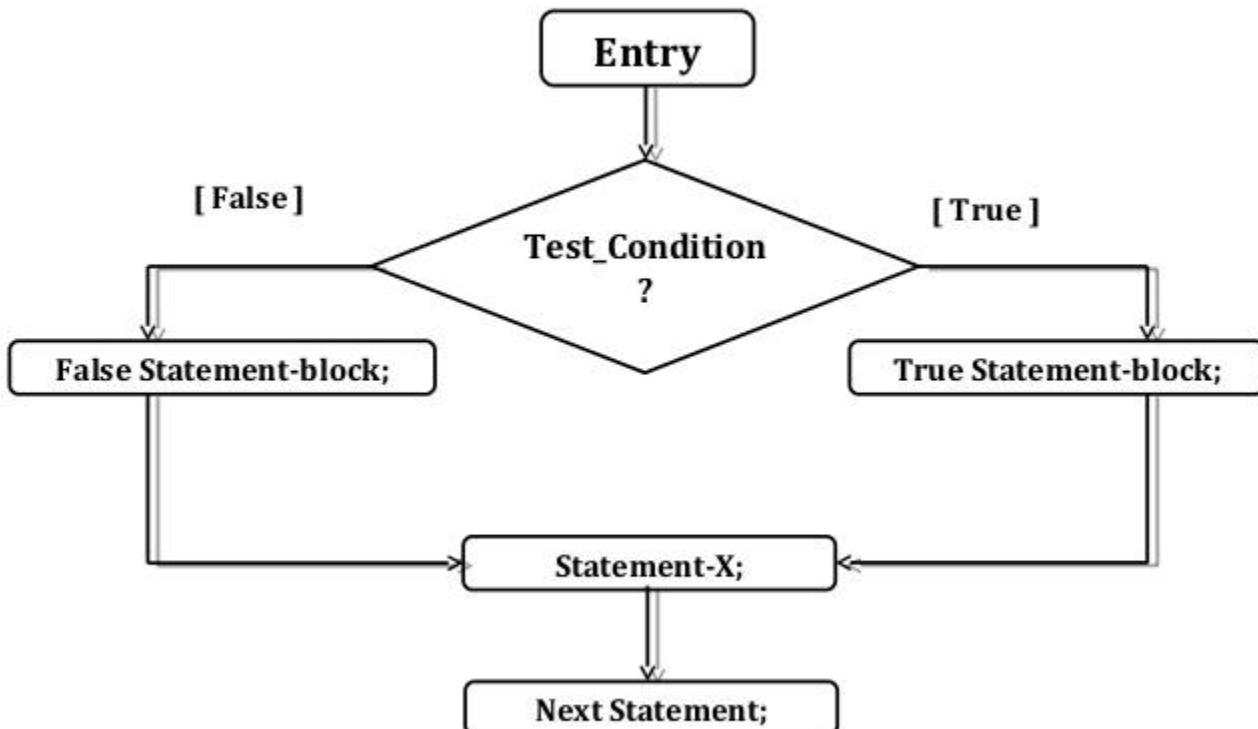 Entry
[ False ]
[ True ]
Test_Condition
?
False Statement-block;
True Statement-block;
Statement-X;
Next Statement;